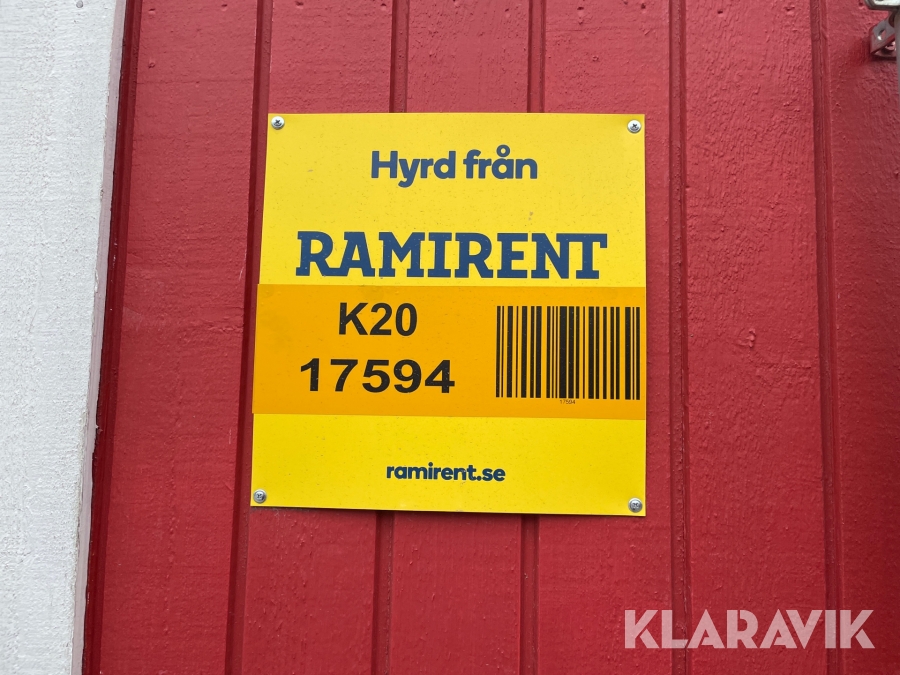 Hyrd från
RAMIRENT
K20
17594
17594
ramirent.se
KLARAVIK